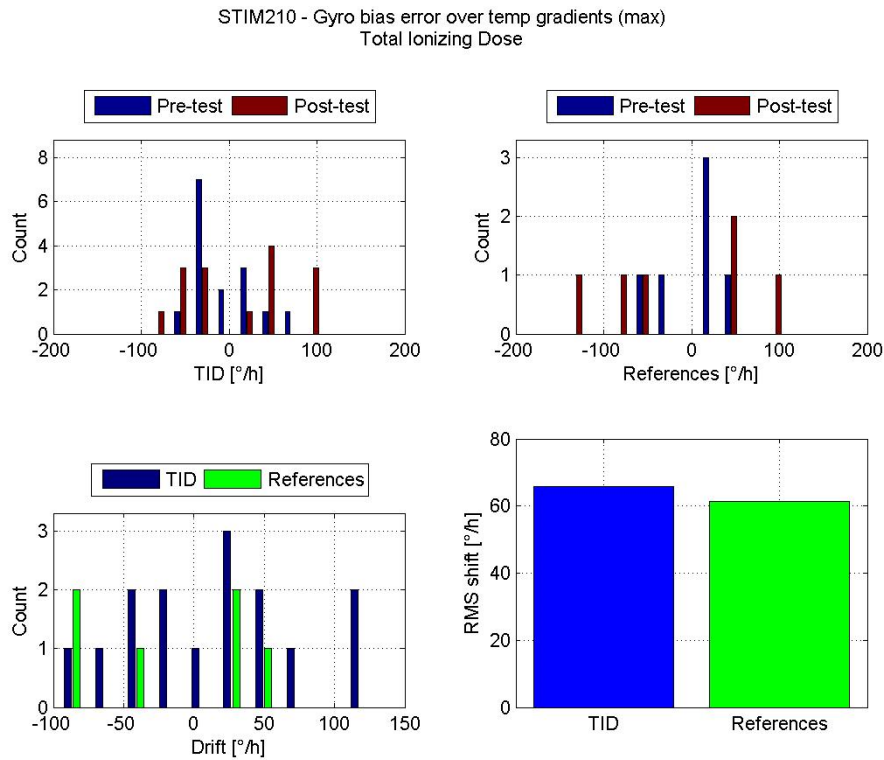 STIM210 - Gyro bias error over temp gradients (max)
Total Ionizing Dose
Pre-test Post-test
8
6
4
2
0
Count
-200 -100 0 100 200
TID [°/h]
Pre-test Post-test
3
2
1
0
Count
-200 -100 0 100 200
References [°/h]
TID References
3
2
1
0
Count
-100 -50 0 50 100 150
Drift [°/h]
80
60
40
20
0
RMS shift [°/h]
TID References